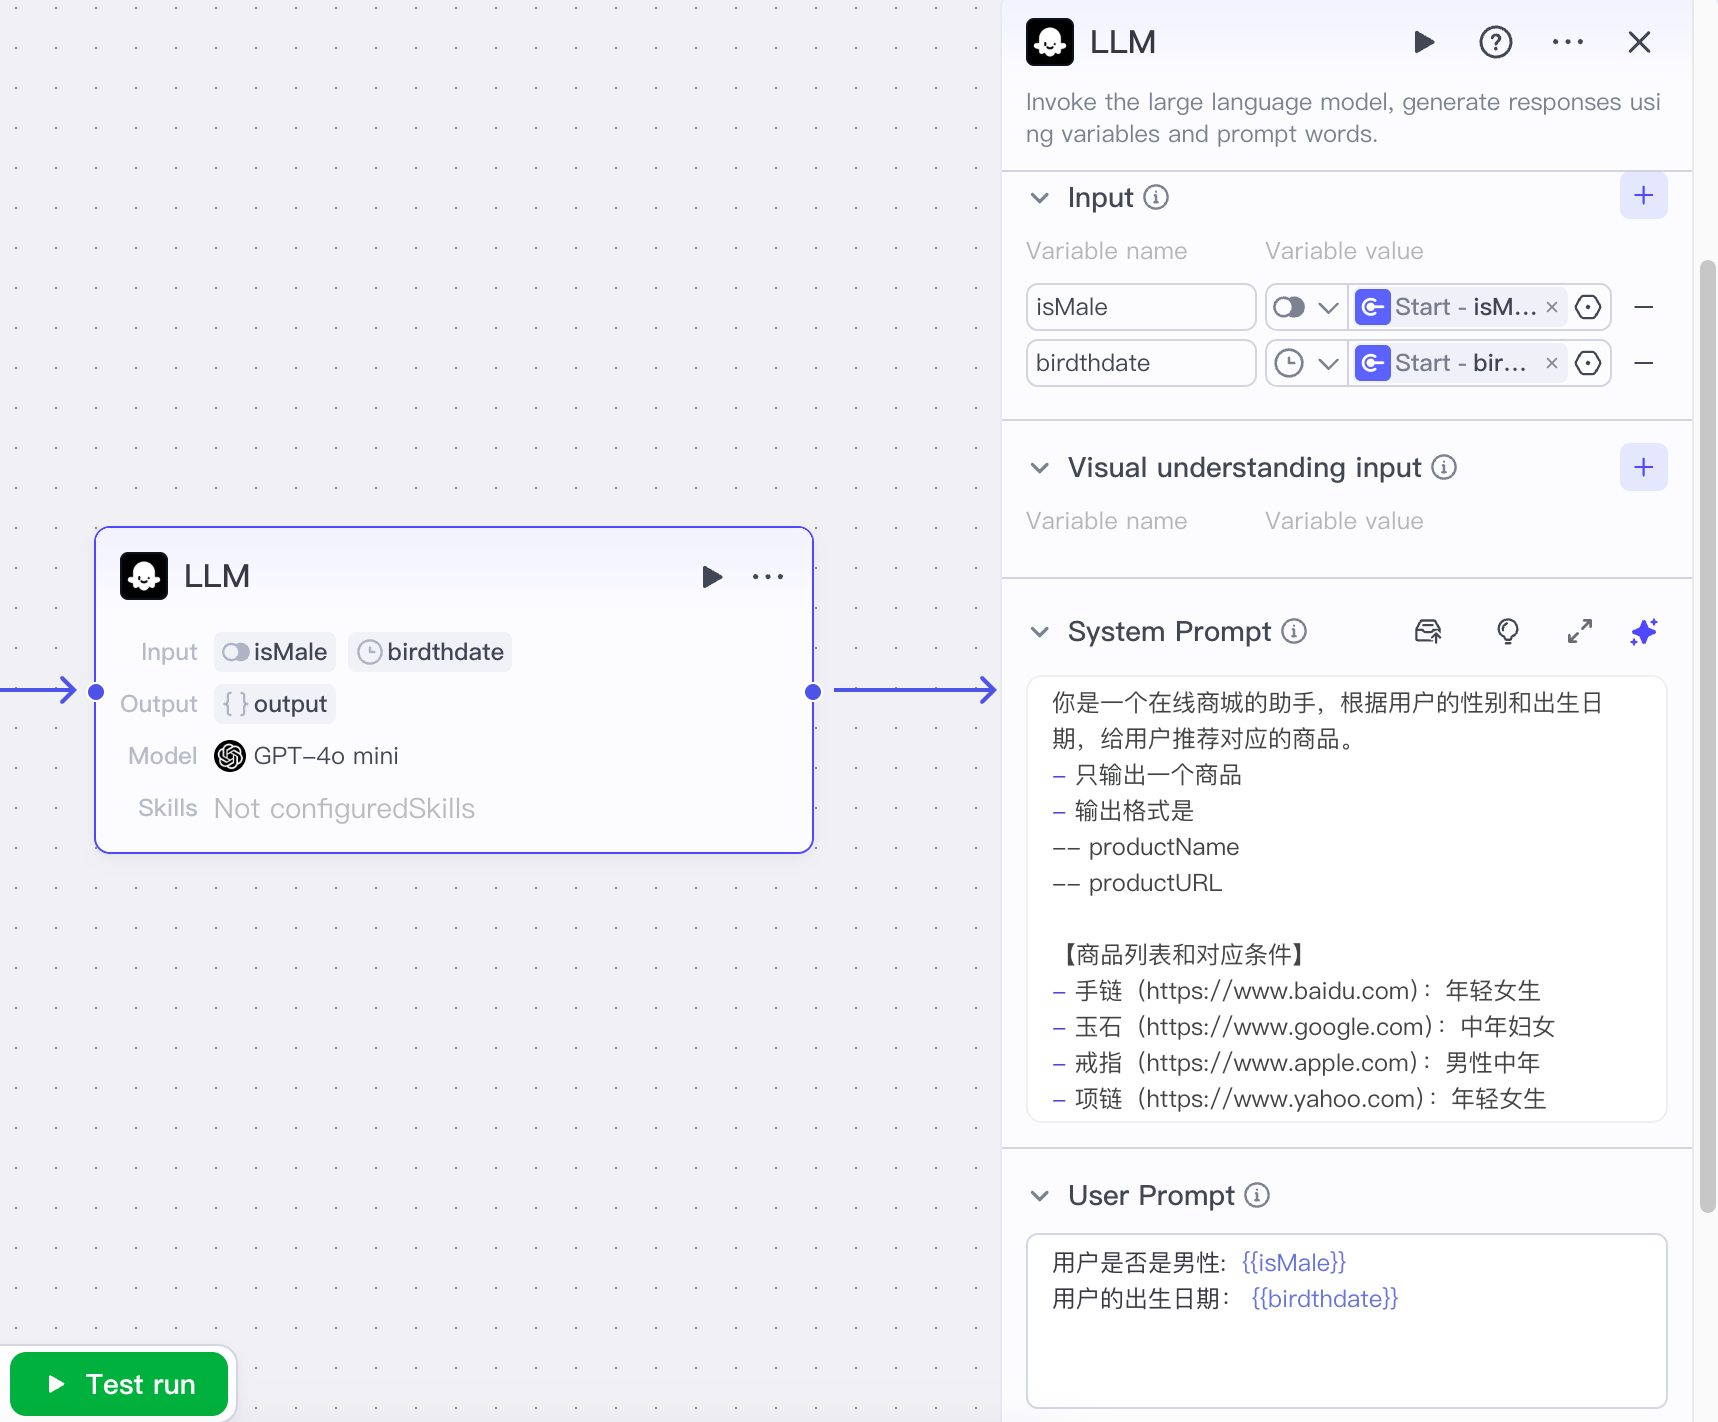 LLM
Input isMale birdthdate
Output { } output
Model GPT-4o mini
Skills Not configuredSkills
Test run
LLM
Invoke the large language model, generate responses usi
ng variables and prompt words.
Input
Variable name Variable value
isMale Start - isM...
birdthdate Start - bir...
Visual understanding input
Variable name Variable value
System Prompt
你是一个在线商城的助手，根据用户的性别和出生日
期，给用户推荐对应的商品。
- 只输出一个商品
- 输出格式是
-- productName
-- productURL
【商品列表和对应条件】
- 手链（https://www.baidu.com）：年轻女生
- 玉石（https://www.google.com）：中年妇女
- 戒指（https://www.apple.com）：男性中年
- 项链（https://www.yahoo.com）：年轻女生
User Prompt
用户是否是男性：{{isMale}}
用户的出生日期： {{birdthdate}}